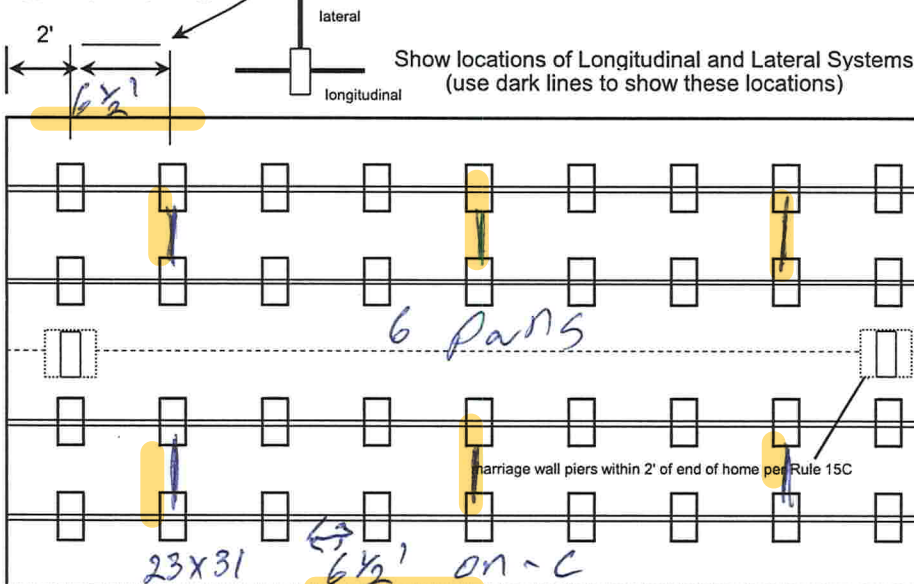 lateral
2'
Show locations of Longitudinal and Lateral Systems
(use dark lines to show these locations)
longitudinal
6 1/2'
6 Pans
marriage wall piers within 2' of end of home per Rule 15C
23x31 6 1/2' on-c